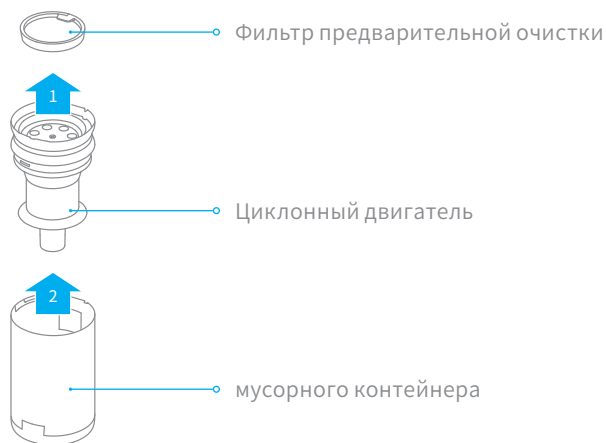 Фильтр предварительной очистки
1
Циклонный двигатель
2
мусорного контейнера